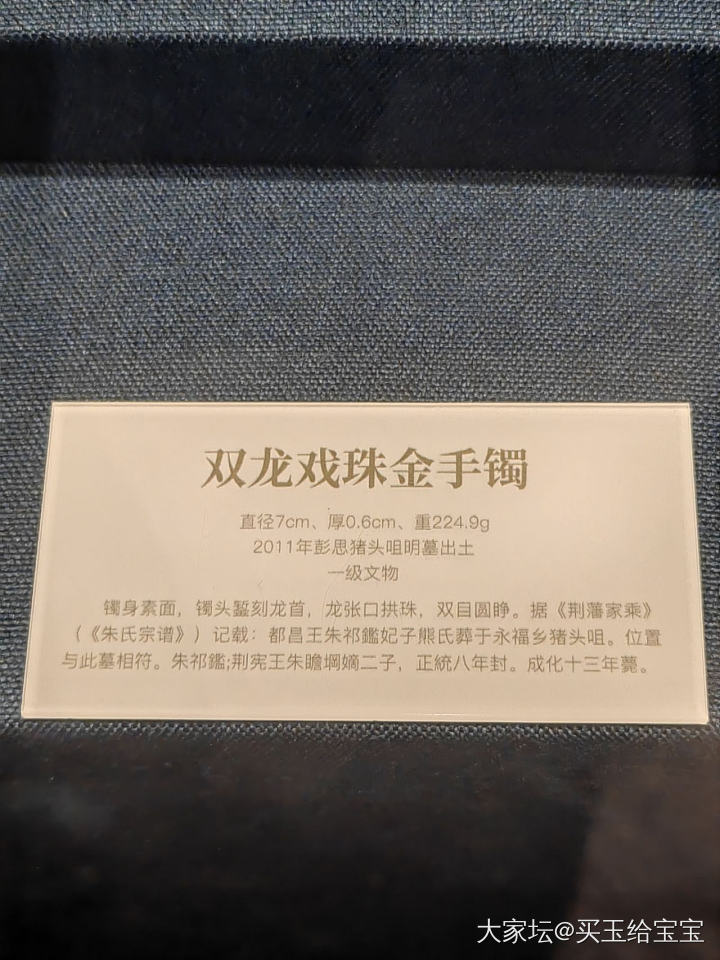 双龙戏珠金手镯
直径7cm、厚0.6cm、重224.9g
2011年彭思猪头咀明墓出土
一级文物
镯身素面，镯头錾刻龙首，龙张口拱珠，双目圆睁。据《荆藩家乘》
（《朱氏宗谱》）记载：都昌王朱祁鑑妃子熊氏葬于永福乡猪头咀。位置
与此墓相符。朱祁鑑;荆宪王朱瞻堈嫡二子，正統八年封。成化十三年薨。
大家坛@买玉给宝宝